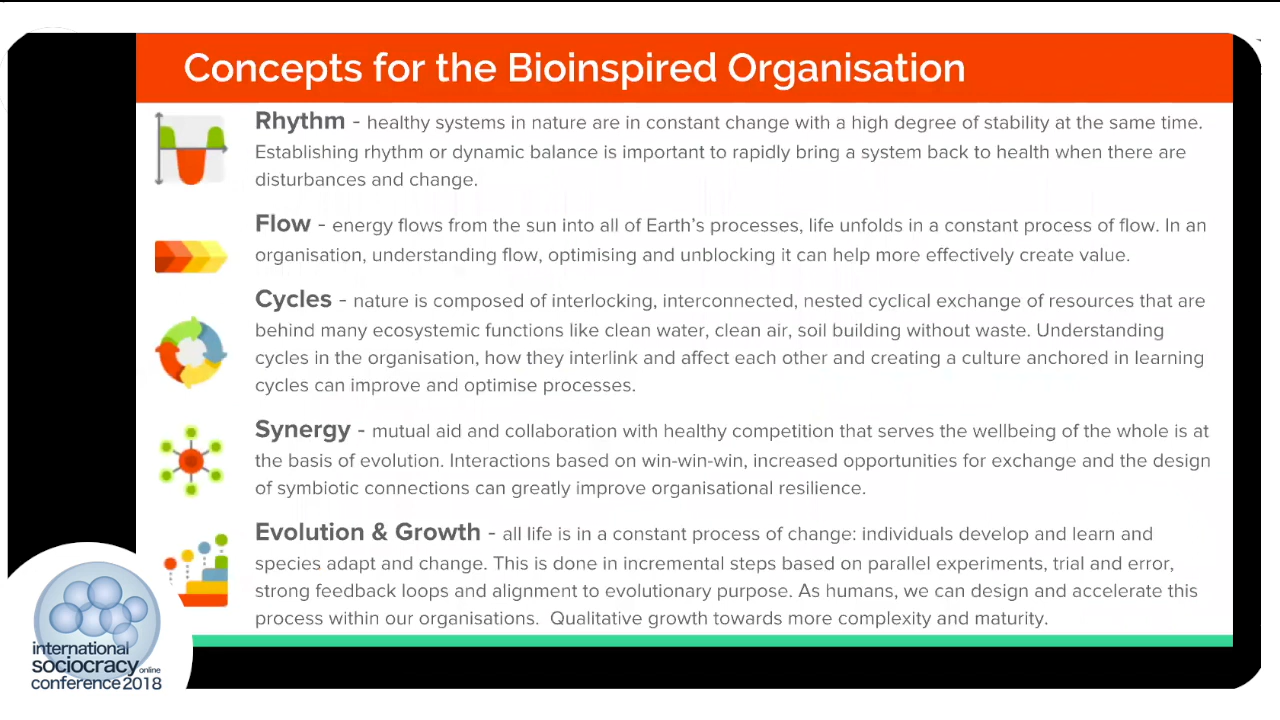 Concepts for the Bioinspired Organisation
Rhythm - healthy systems in nature are in constant change with a high degree of stability at the same time.
Establishing rhythm or dynamic balance is important to rapidly bring a system back to health when there are
disturbances and change.
Flow - energy flows from the sun into all of Earth's processes, life unfolds in a constant process of flow. In an
organisation, understanding flow, optimising and unblocking it can help more effectively create value.
Cycles - nature is composed of interlocking, interconnected, nested cyclical exchange of resources that are
behind many ecosystemic functions like clean water, clean air, soil building without waste. Understanding
cycles in the organisation, how they interlink and affect each other and creating a culture anchored in learning
cycles can improve and optimise processes.
Synergy - mutual aid and collaboration with healthy competition that serves the wellbeing of the whole is at
the basis of evolution. Interactions based on win-win-win, increased opportunities for exchange and the design
of symbiotic connections can greatly improve organisational resilience.
Evolution & Growth - all life is in a constant process of change: individuals develop and learn and
species adapt and change. This is done in incremental steps based on parallel experiments, trial and error,
strong feedback loops and alignment to evolutionary purpose. As humans, we can design and accelerate this
process within our organisations.  Qualitative growth towards more complexity and maturity.
international
sociocracy online
conference 2018